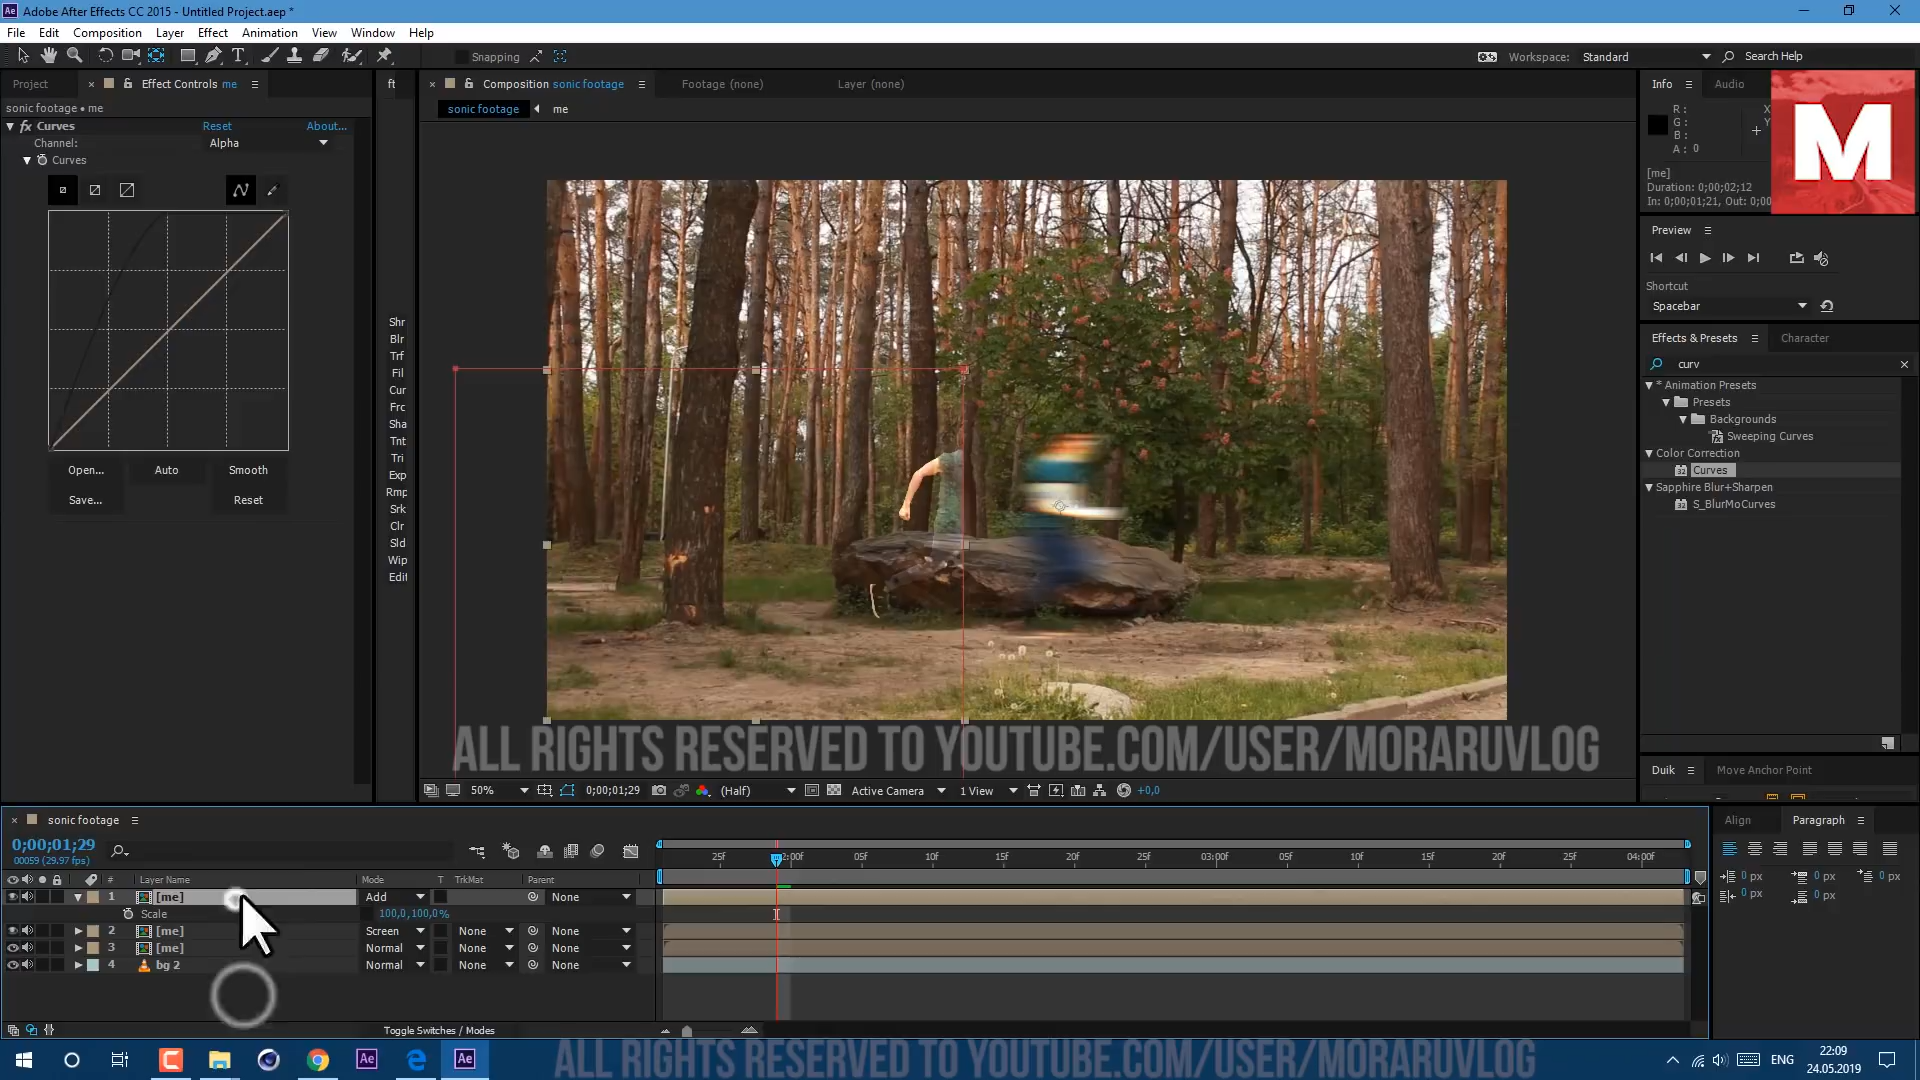 Adobe After Effects CC 2015 - Untitled Project.aep *
File Edit Composition Layer Effect Animation View Window Help
Snapping
Workspace: Standard
Search Help
Project
Effect Controls me
sonic footage • me
fx Curves Reset About...
Channel: Alpha
Curves
Open... Auto Smooth
Save... Reset
Shr
Blr
Trf
Fil
Cur
Frc
Sha
Tnt
Tri
Exp
Rmp
Srk
Clr
Sld
Wip
Edit
Composition sonic footage
Footage (none)
Layer (none)
sonic footage
me
ALL RIGHTS RESERVED TO YOUTUBE.COM/USER/MORARUVLOG
50% 0;00;01;29 (Half) Active Camera 1 View +0,0
Info Audio
R:
G:
B:
A: 0
X
Y
M
[me]
Duration: 0;00;02;12
In: 0;00;01;21, Out: 0;00
Preview
Shortcut
Spacebar
Effects & Presets Character
curv
* Animation Presets
Presets
Backgrounds
Sweeping Curves
Color Correction
Curves
Sapphire Blur+Sharpen
S_BlurMoCurves
Duik Move Anchor Point
sonic footage
0;00;01;29
00059 (29.97 fps)
25f 2:00f 05f 10f 15f 20f 25f 03:00f 05f 10f 15f 20f 25f 04:00f
# Layer Name Mode T TrkMat Parent
1 [me] Add None
Scale 100,0,100,0%
2 [me] Screen None None
3 [me] Normal None None
4 bg 2 Normal None None
Toggle Switches / Modes
Align Paragraph
0 px 0 px 0 px
0 px 0 px
ALL RIGHTS RESERVED TO YOUTUBE.COM/USER/MORARUVLOG
Ae Ae
ENG
22:09
24.05.2019